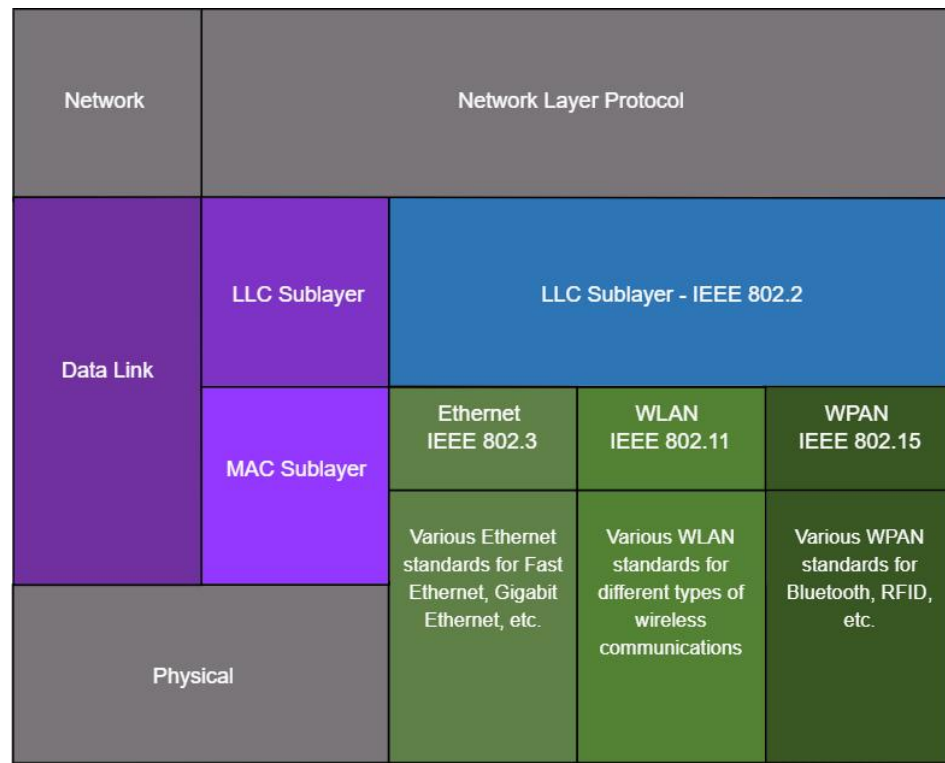 Network
Network Layer Protocol
Data Link
LLC Sublayer
LLC Sublayer - IEEE 802.2
MAC Sublayer
Ethernet
IEEE 802.3
WLAN
IEEE 802.11
WPAN
IEEE 802.15
Various Ethernet
standards for Fast
Ethernet, Gigabit
Ethernet, etc.
Various WLAN
standards for
different types of
wireless
communications
Various WPAN
standards for
Bluetooth, RFID,
etc.
Physical